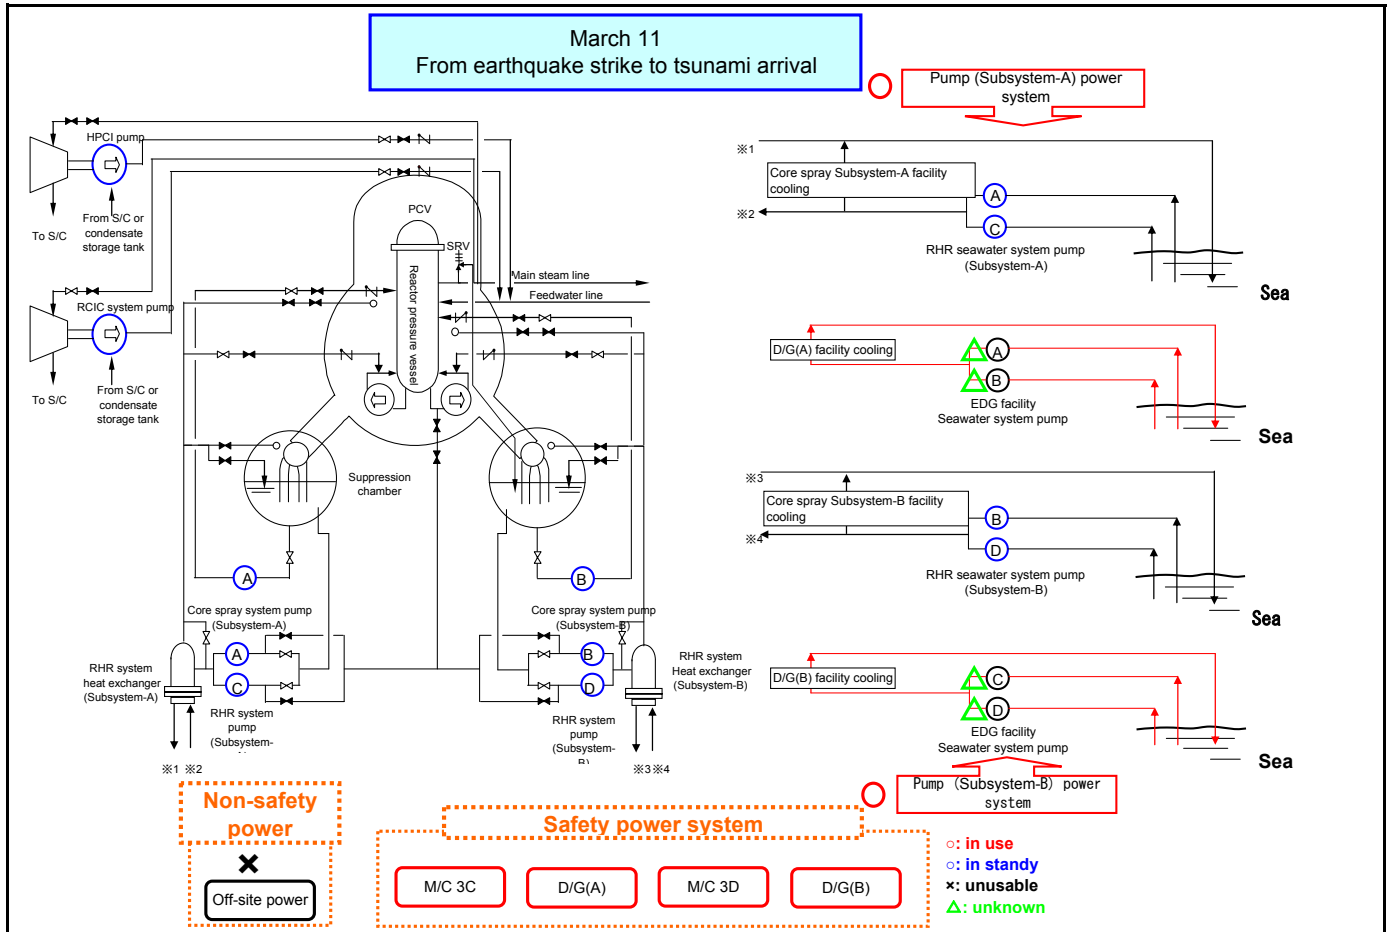 March 11
From earthquake strike to tsunami arrival
Pump (Subsystem-A) power
system
HPCI pump
From S/C or
condensate
storage tank
To S/C
RCIC system pump
From S/C or
condensate
storage tank
To S/C
PCV
SRV
Reactor pressure vessel
Main steam line
Feedwater line
Suppression
chamber
A
Core spray system pump
(Subsystem-A)
B
Core spray system pump
(Subsystem-B)
RHR system
heat exchanger
(Subsystem-A)
A
C
RHR system
pump
(Subsystem-
B
D
RHR system
pump
(Subsystem-
B)
RHR system
Heat exchanger
(Subsystem-B)
※1 ※2
※3 ※4
※1
Core spray Subsystem-A facility
cooling
※2
A
C
RHR seawater system pump
(Subsystem-A)
Sea
D/G(A) facility cooling
A
B
EDG facility
Seawater system pump
Sea
※3
Core spray Subsystem-B facility
cooling
※4
B
D
RHR seawater system pump
(Subsystem-B)
Sea
D/G(B) facility cooling
C
D
EDG facility
Seawater system pump
Sea
Pump (Subsystem-B) power
system
Non-safety
power
×
Off-site power
Safety power system
M/C 3C
D/G(A)
M/C 3D
D/G(B)
○: in use
○: in standy
×: unusable
△: unknown